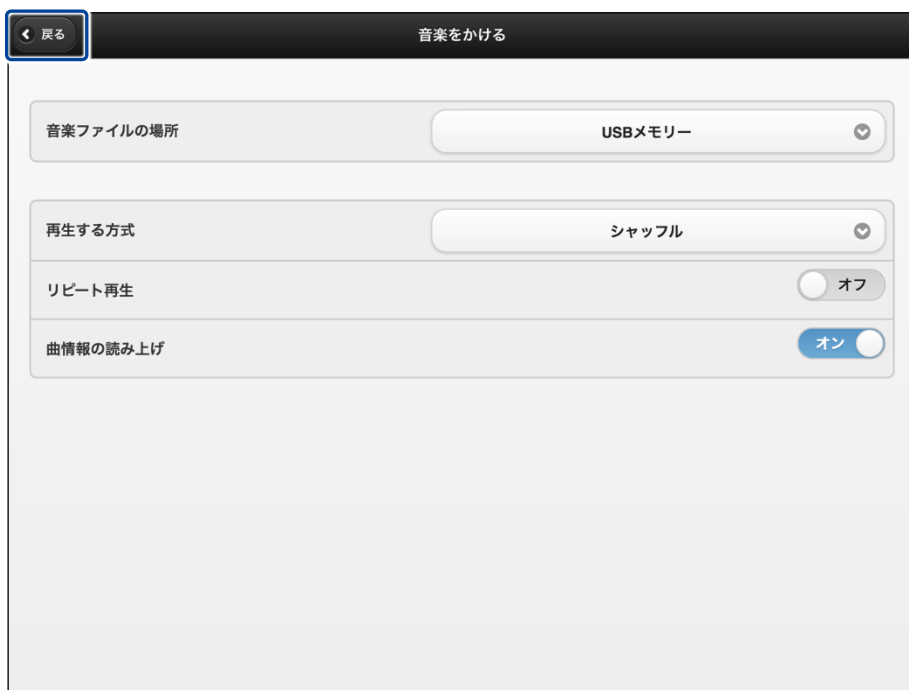 戻る
音楽をかける
音楽ファイルの場所
USBメモリー
再生する方式
シャッフル
リピート再生
オフ
曲情報の読み上げ
オン